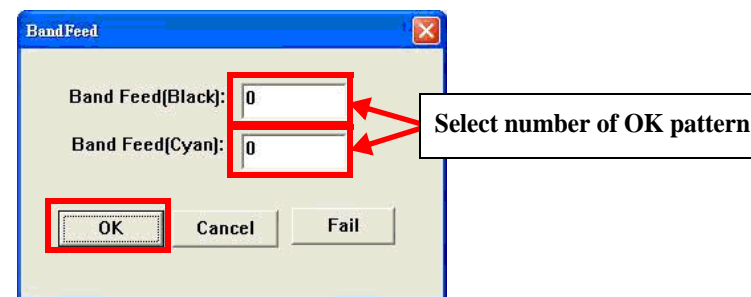 BandFeed
Band Feed(Black): 0
Select number of OK pattern
Band Feed(Cyan): 0
OK Cancel Fail